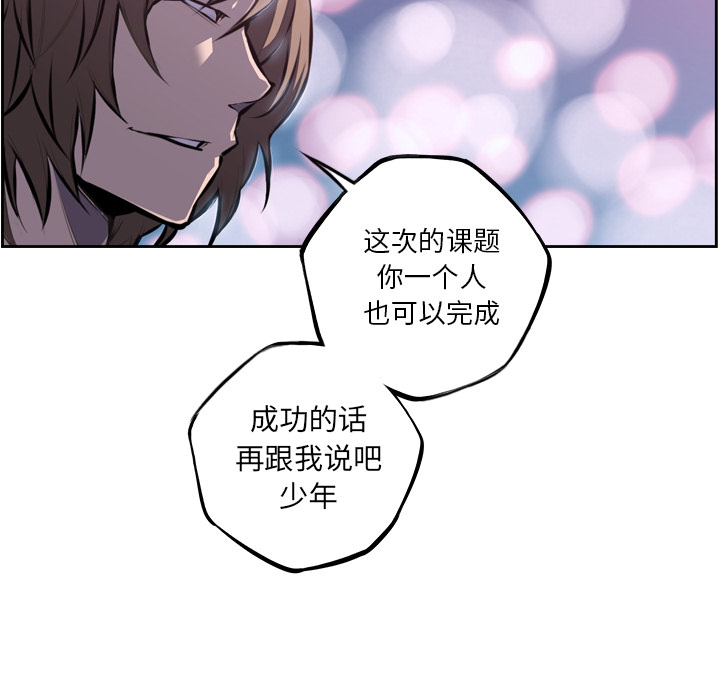 这次的课题
你一个人
也可以完成
成功的话
再跟我说吧
少年